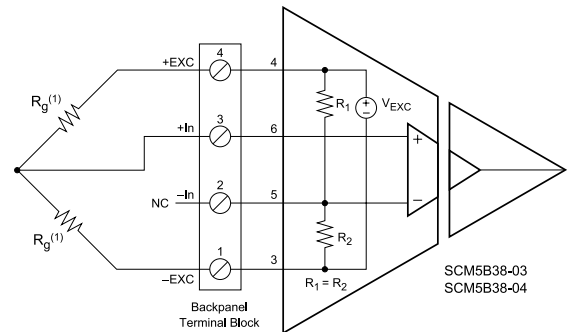 +EXC
4
4
Rg(1)
R1
VEXC
+
−
+In
3
6
+
NC
−In
2
5
−
Rg(1)
R2
1
3
−EXC
R1 = R2
SCM5B38-03
SCM5B38-04
Backpanel
Terminal Block